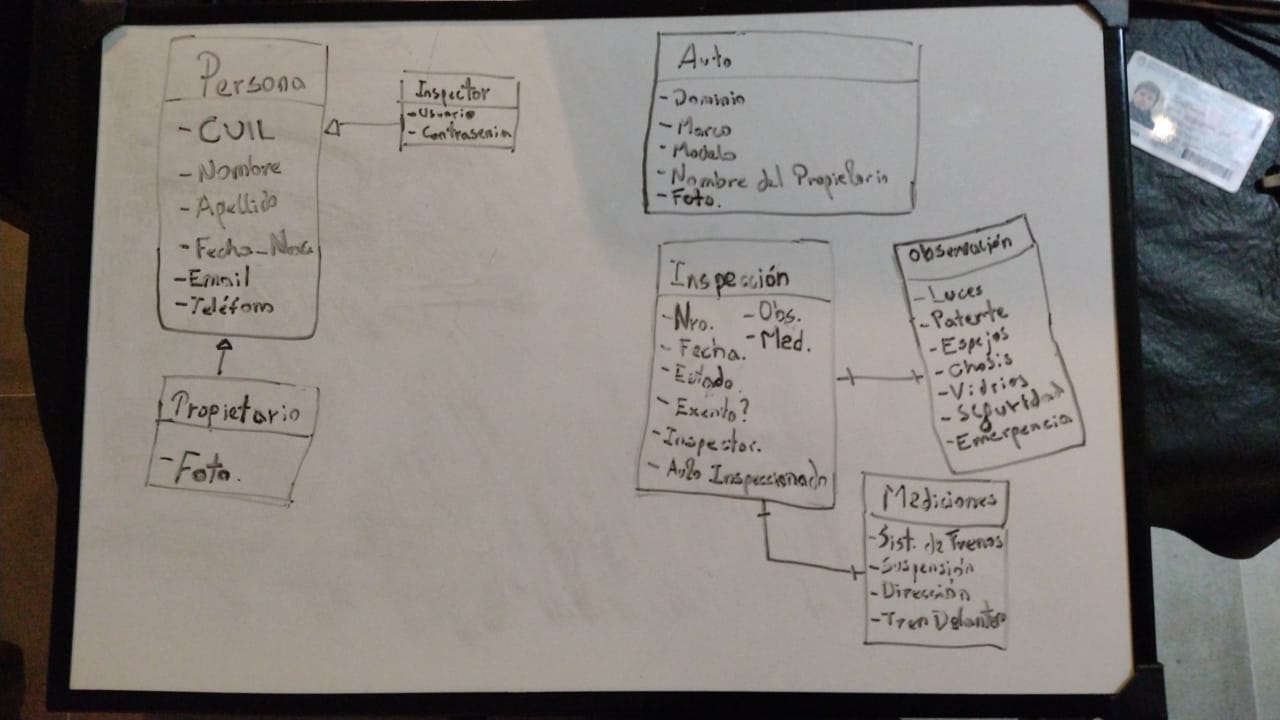 Persona
- CUIL
- Nombre
- Apellido
- Fecha_Nac
- Email
- Teléfono
Inspector
- Usuario
- Contrasenia
Propietario
- Foto.
Auto
- Dominio
- Marca
- Modelo
- Nombre del Propietario
- Foto.
Inspección
- Nro.
- Obs.
- Fecha.
- Med.
- Estado.
- Exento?
- Inspector.
- Auto Inspeccionado
Observación
- Luces
- Patente
- Espejos
- Chasis
- Vidrios
- Seguridad
- Emergencia
Mediciones
- Sist. de Frenos
- Suspensión
- Dirección
- Tren Delantero